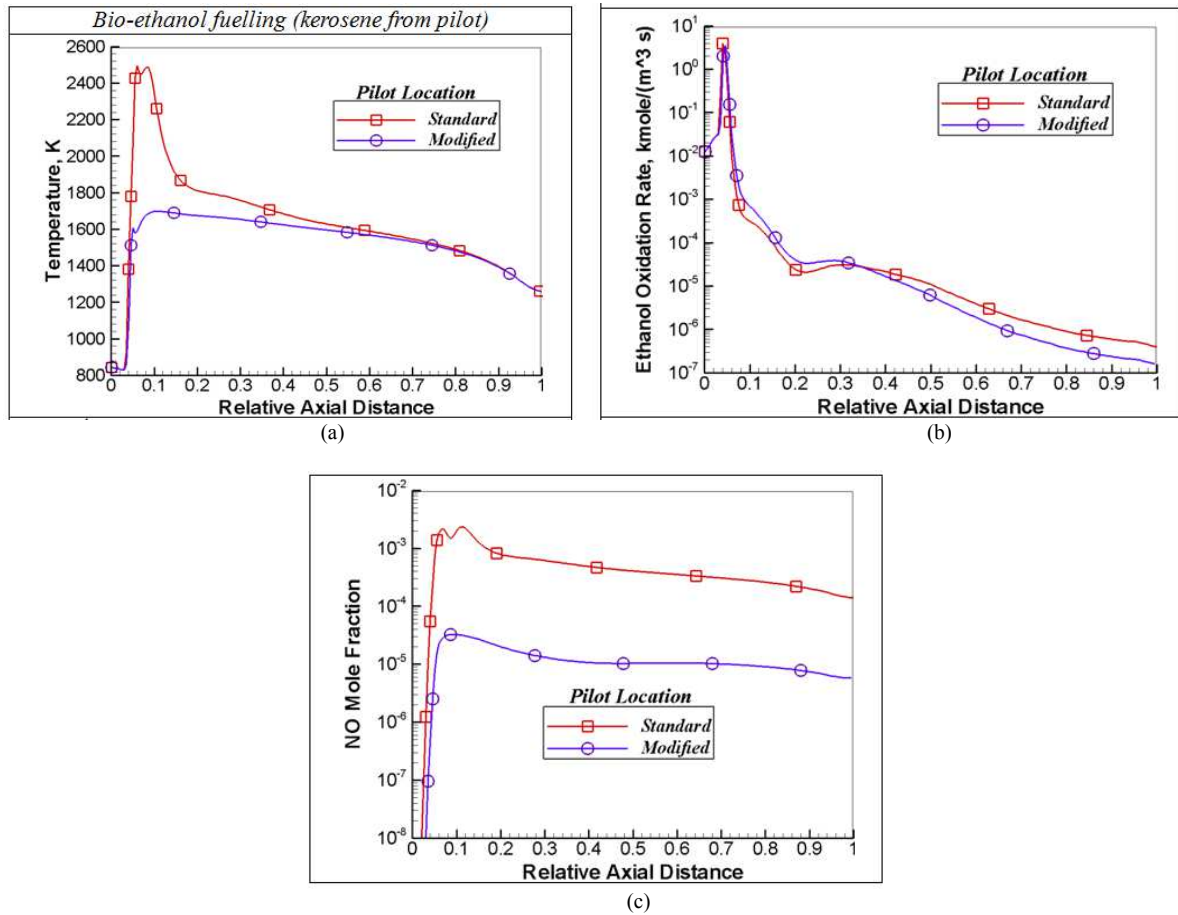 Bio-ethanol fuelling (kerosene from pilot)
2600
2400
2200
2000
1800
1600
1400
1200
1000
800
Temperature, K
Pilot Location
Standard
Modified
0 0.1 0.2 0.3 0.4 0.5 0.6 0.7 0.8 0.9 1
Relative Axial Distance
(a)
10^1
10^0
10^-1
10^-2
10^-3
10^-4
10^-5
10^-6
10^-7
Ethanol Oxidation Rate, kmole/(m^3 s)
Pilot Location
Standard
Modified
0 0.1 0.2 0.3 0.4 0.5 0.6 0.7 0.8 0.9 1
Relative Axial Distance
(b)
10^-2
10^-3
10^-4
10^-5
10^-6
10^-7
10^-8
NO Mole Fraction
Pilot Location
Standard
Modified
0 0.1 0.2 0.3 0.4 0.5 0.6 0.7 0.8 0.9 1
Relative Axial Distance
(c)